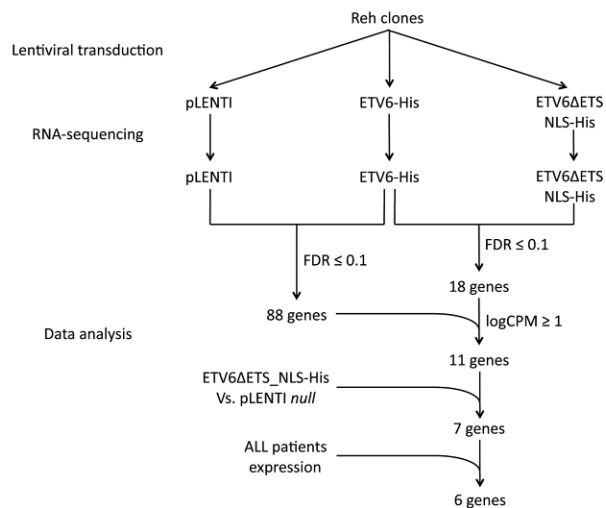 Reh clones
Lentiviral transduction
pLENTI
ETV6-His
ETV6ΔETS
NLS-His
RNA-sequencing
pLENTI
ETV6-His
ETV6ΔETS
NLS-His
FDR ≤ 0.1
FDR ≤ 0.1
18 genes
88 genes
logCPM ≥ 1
Data analysis
11 genes
ETV6ΔETS_NLS-His
Vs. pLENTI null
7 genes
ALL patients
expression
6 genes